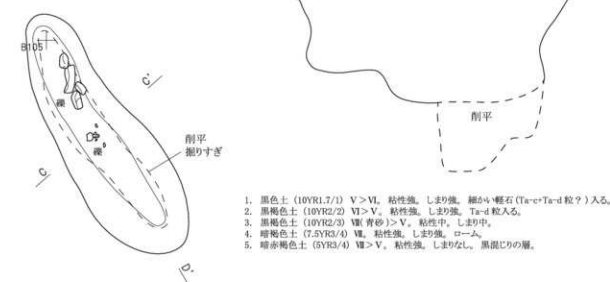 B105
C'
礫
礫
削平
掘りすぎ
C
D'
削平
1. 黒色土 (10YR1.7/1) Ⅴ>Ⅵ。粘性強。しまり強。細かい軽石 (Ta-c+Ta-d 粒？) 入る。
2. 黒褐色土 (10YR2/2) Ⅵ>Ⅴ。粘性強。しまり強。Ta-d 粒入る。
3. 黒褐色土 (10YR2/3) Ⅶ(青砂)>Ⅴ。粘性中。しまり中。
4. 暗褐色土 (7.5YR3/4) Ⅶ。粘性強。しまり強。ローム。
5. 暗赤褐色土 (5YR3/4) Ⅶ>Ⅴ。粘性強。しまりなし。黒混じりの層。